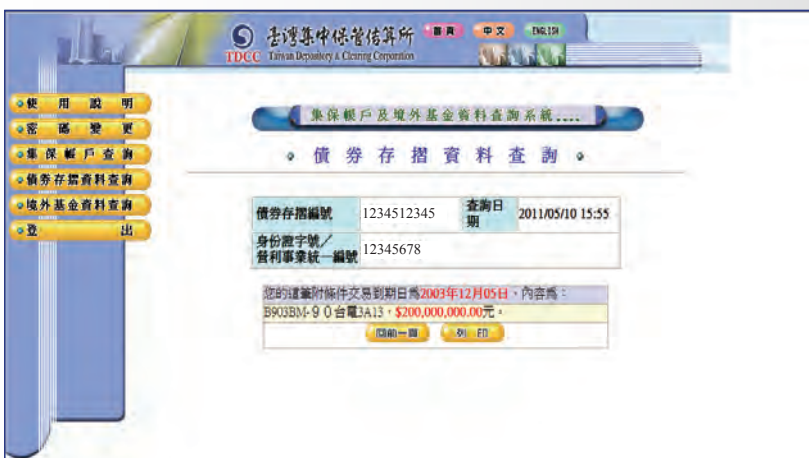 臺灣集中保管結算所 首頁 中文 ENGLISH
TDCC Taiwan Depository & Clearing Corporation
使用說明
密碼變更
集保帳戶查詢
債券存摺資料查詢
境外基金資料查詢
登出
集保帳戶及境外基金資料查詢系統....
債券存摺資料查詢
債券存摺編號 1234512345 查詢日期 2011/05/10 15:55
身份證字號／
營利事業統一編號 12345678
您的這筆附條件交易到期日為2003年12月05日，內容為：
B903BM-９０台電3A13，$200,000,000.00元。
回前一頁 列印